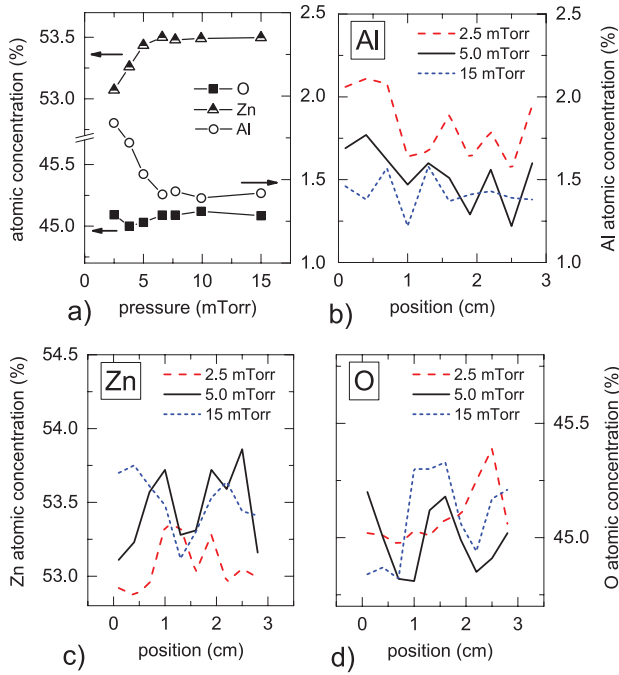 atomic concentration (%)
53.5
53.0
45.5
45.0
O
Zn
Al
0
5
10
15
pressure (mTorr)
a)
Al
2.5 mTorr
5.0 mTorr
15 mTorr
2.5
2.0
1.5
1.0
2.5
2.0
1.5
1.0
Al atomic concentration (%)
0
1
2
3
position (cm)
b)
Zn atomic concentration (%)
54.5
54.0
53.5
53.0
Zn
2.5 mTorr
5.0 mTorr
15 mTorr
0
1
2
3
position (cm)
c)
O
2.5 mTorr
5.0 mTorr
15 mTorr
45.5
45.0
O atomic concentration (%)
0
1
2
3
position (cm)
d)